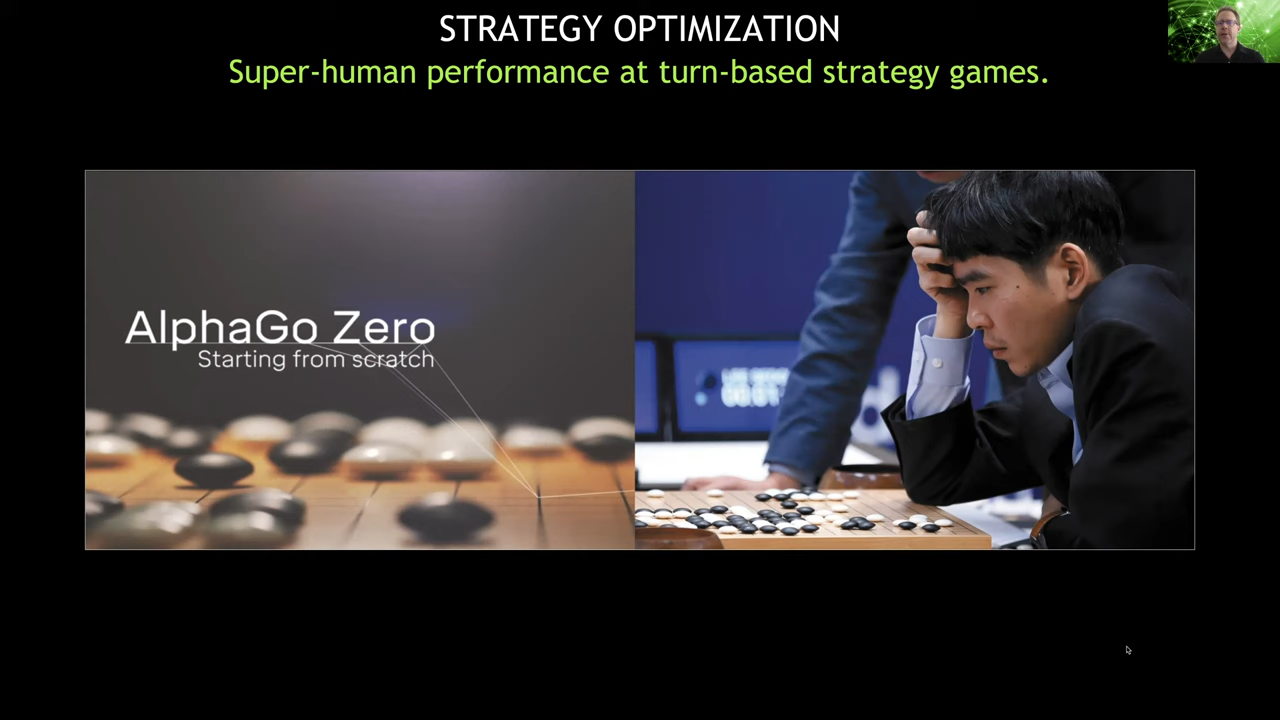 STRATEGY OPTIMIZATION
Super-human performance at turn-based strategy games.
AlphaGo Zero
Starting from scratch